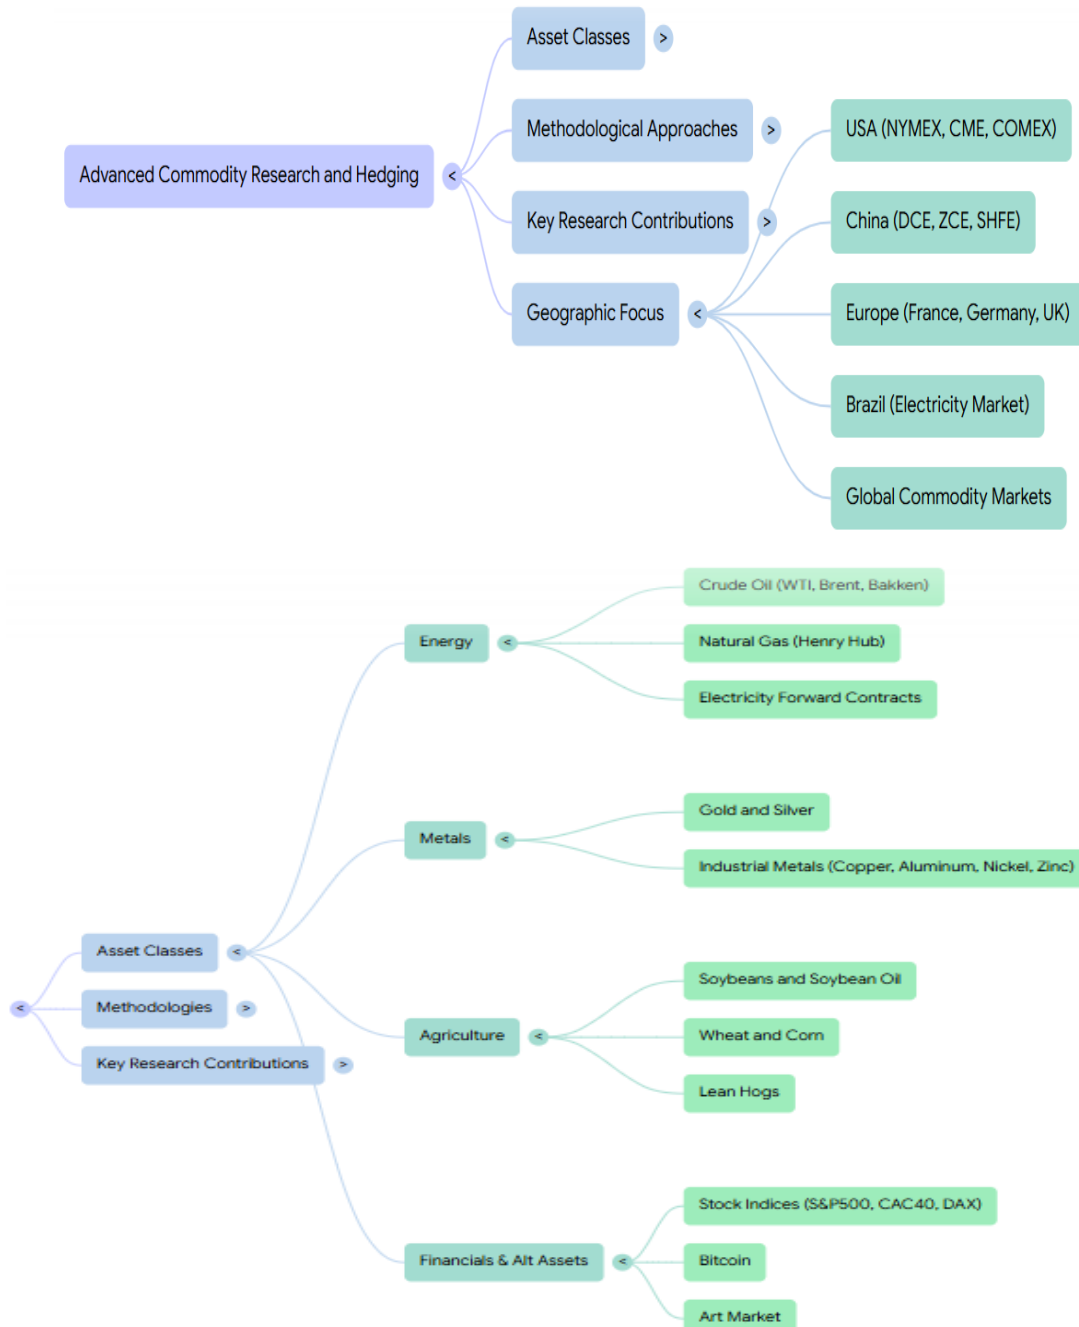 Asset Classes
>
Methodological Approaches
>
USA (NYMEX, CME, COMEX)
Advanced Commodity Research and Hedging
<
Key Research Contributions
>
China (DCE, ZCE, SHFE)
Geographic Focus
<
Europe (France, Germany, UK)
Brazil (Electricity Market)
Global Commodity Markets
Crude Oil (WTI, Brent, Bakken)
Energy
<
Natural Gas (Henry Hub)
Electricity Forward Contracts
Gold and Silver
Metals
<
Industrial Metals (Copper, Aluminum, Nickel, Zinc)
Asset Classes
<
<
Methodologies
>
Key Research Contributions
>
Soybeans and Soybean Oil
Agriculture
<
Wheat and Corn
Lean Hogs
Stock Indices (S&P500, CAC40, DAX)
Financials & Alt Assets
<
Bitcoin
Art Market